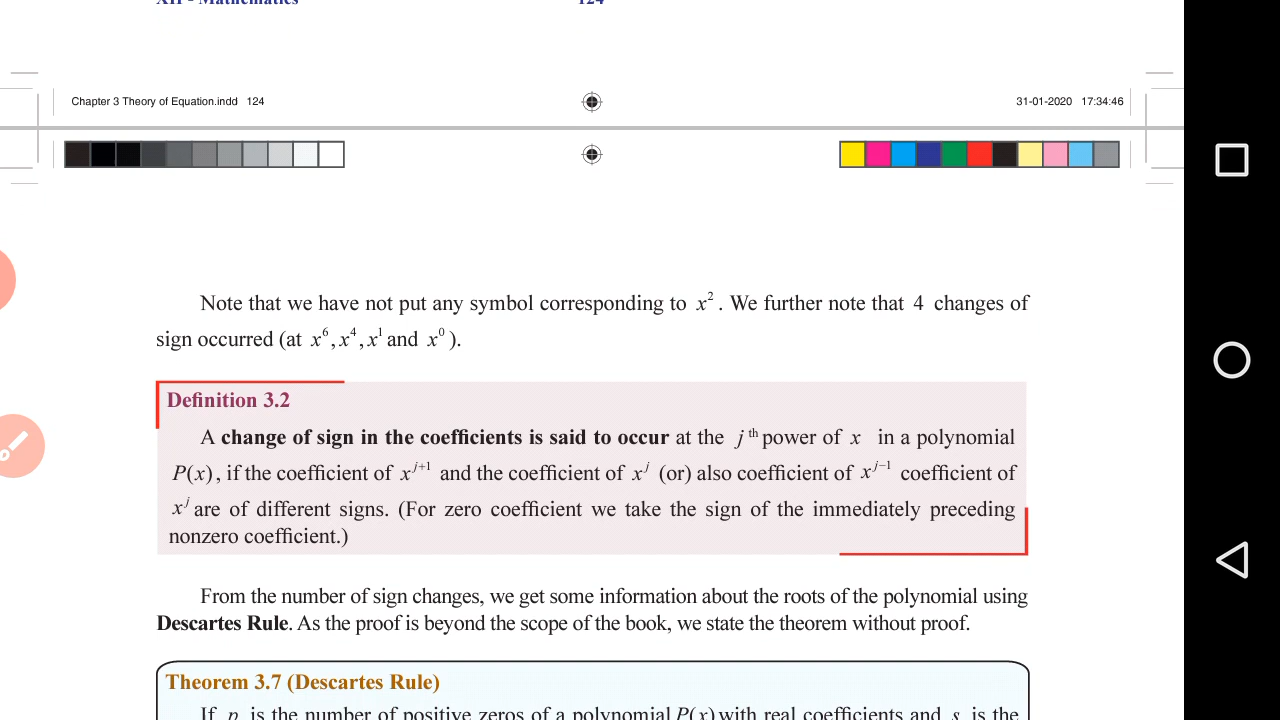 XII - Mathematics 124
Chapter 3 Theory of Equation.indd 124 31-01-2020 17:34:46
Note that we have not put any symbol corresponding to x². We further note that 4 changes of
sign occurred (at x⁶, x⁴, x¹ and x⁰).
Definition 3.2
A change of sign in the coefficients is said to occur at the j ᵗʰ power of x in a polynomial
P(x), if the coefficient of xʲ⁺¹ and the coefficient of xʲ (or) also coefficient of xʲ⁻¹ coefficient of
xʲ are of different signs. (For zero coefficient we take the sign of the immediately preceding
nonzero coefficient.)
From the number of sign changes, we get some information about the roots of the polynomial using
Descartes Rule. As the proof is beyond the scope of the book, we state the theorem without proof.
Theorem 3.7 (Descartes Rule)
If p is the number of positive zeros of a polynomial P(x) with real coefficients and s is the